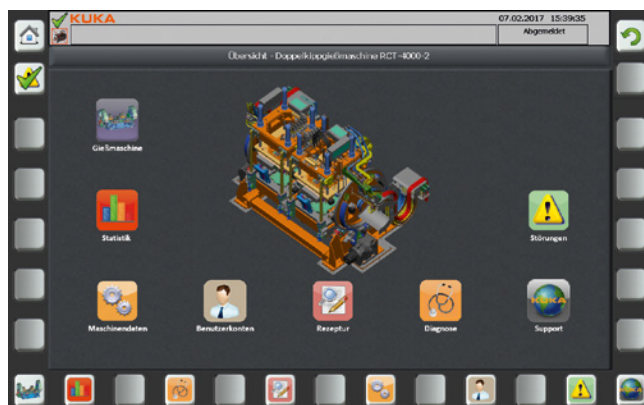 KUKA
07.02.2017 15:39:35
Abgemeldet
Übersicht - Doppelkippgießmaschine RCT-4000-2
Gießmaschine
Statistik
Störungen
Maschinendaten
Benutzerkonten
Rezeptur
Diagnose
KUKA
Support